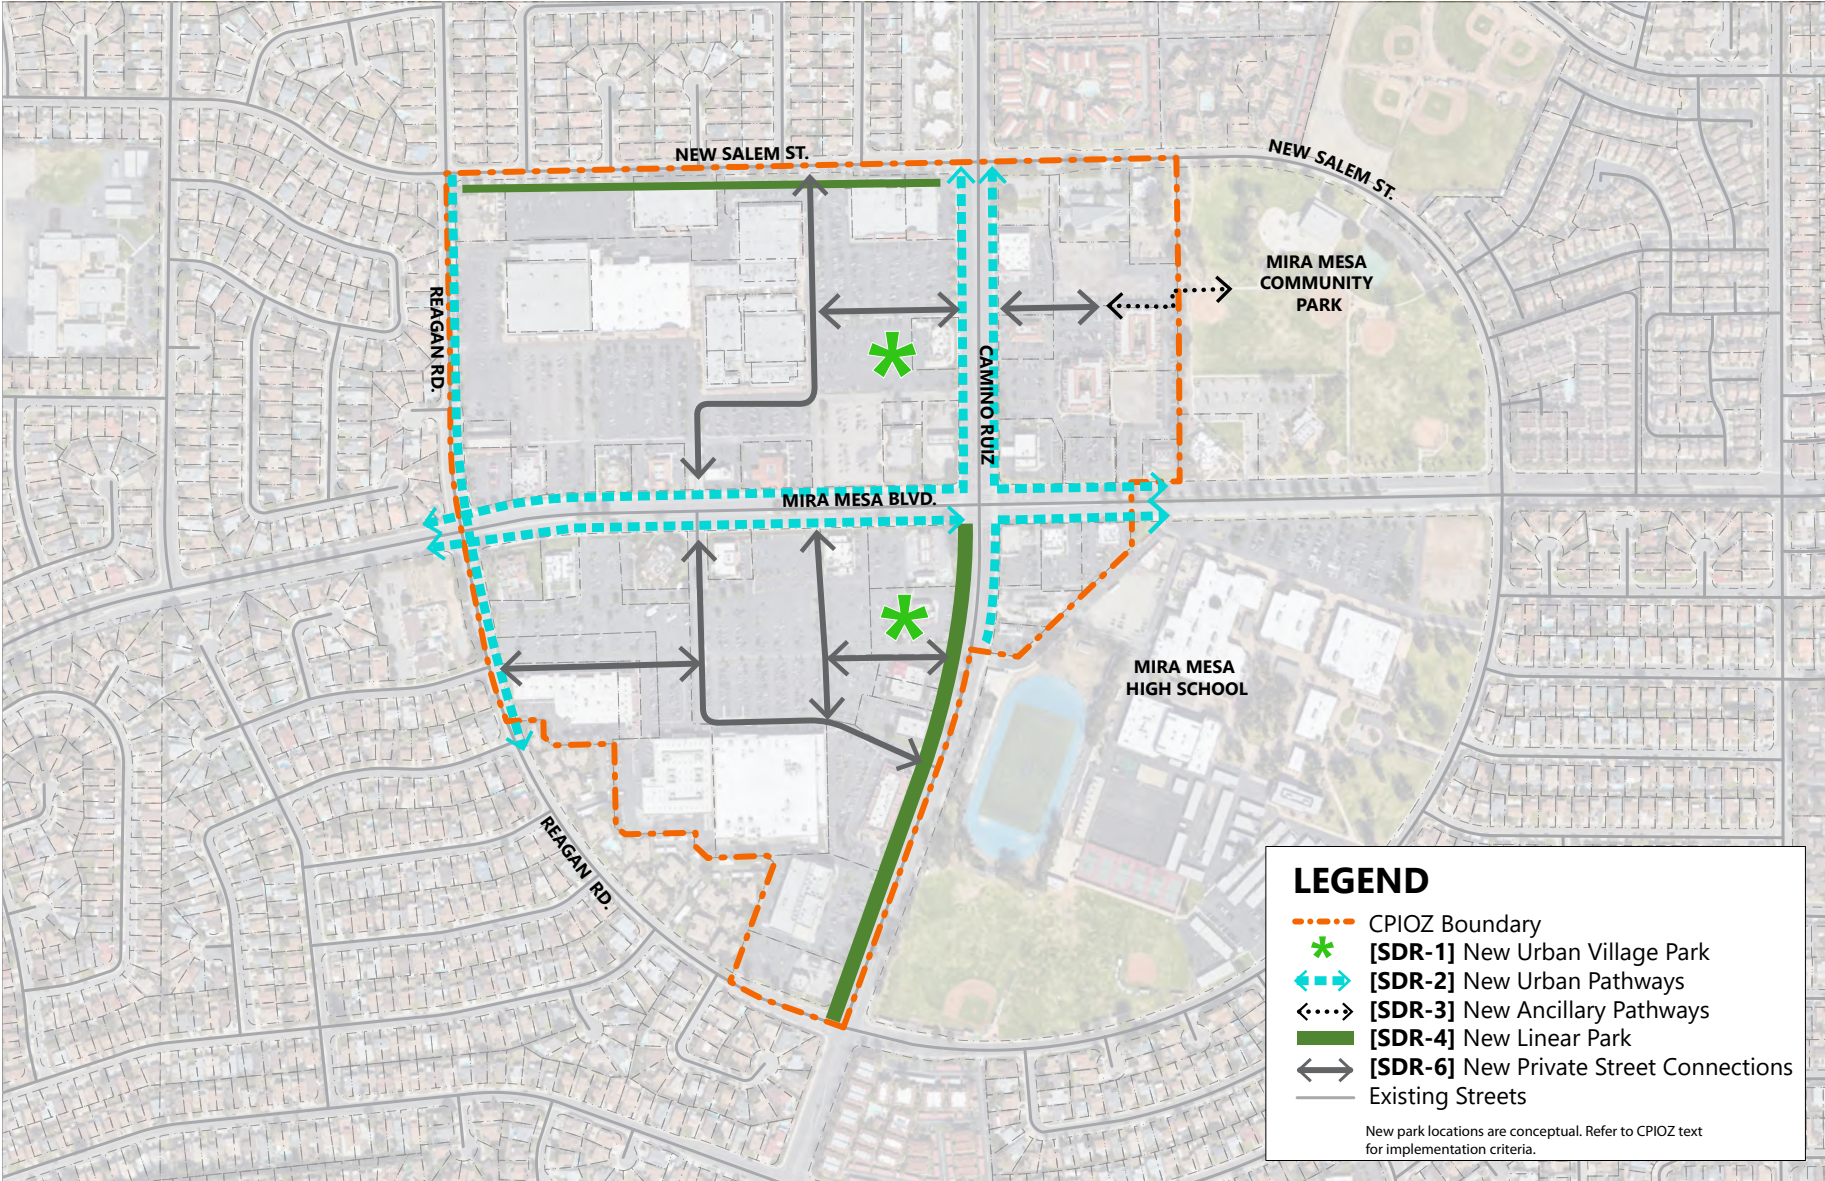 NEW SALEM ST.
NEW SALEM ST.
MIRA MESA
COMMUNITY
PARK
REAGAN RD.
CAMINO RUIZ
MIRA MESA BLVD.
MIRA MESA
HIGH SCHOOL
REAGAN RD.
LEGEND
CPIOZ Boundary
[SDR-1] New Urban Village Park
[SDR-2] New Urban Pathways
[SDR-3] New Ancillary Pathways
[SDR-4] New Linear Park
[SDR-6] New Private Street Connections
Existing Streets
New park locations are conceptual. Refer to CPIOZ text
for implementation criteria.